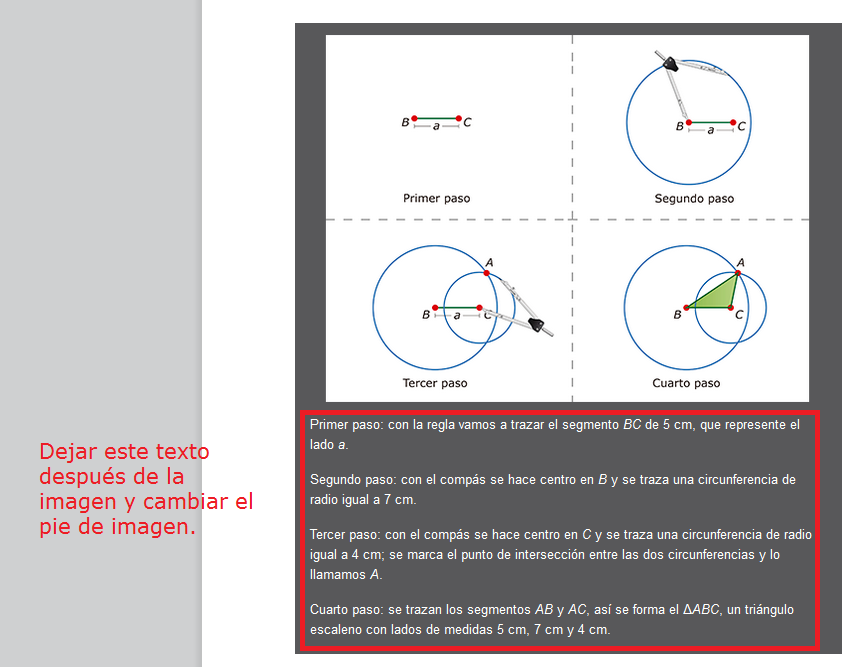 B a C
Primer paso
B a C
Segundo paso
A
B a C
Tercer paso
A
B C
Cuarto paso
Dejar este texto
después de la
imagen y cambiar el
pie de imagen.
Primer paso: con la regla vamos a trazar el segmento BC de 5 cm, que represente el
lado a.
Segundo paso: con el compás se hace centro en B y se traza una circunferencia de
radio igual a 7 cm.
Tercer paso: con el compás se hace centro en C y se traza una circunferencia de radio
igual a 4 cm; se marca el punto de intersección entre las dos circunferencias y lo
llamamos A.
Cuarto paso: se trazan los segmentos AB y AC, así se forma el ΔABC, un triángulo
escaleno con lados de medidas 5 cm, 7 cm y 4 cm.